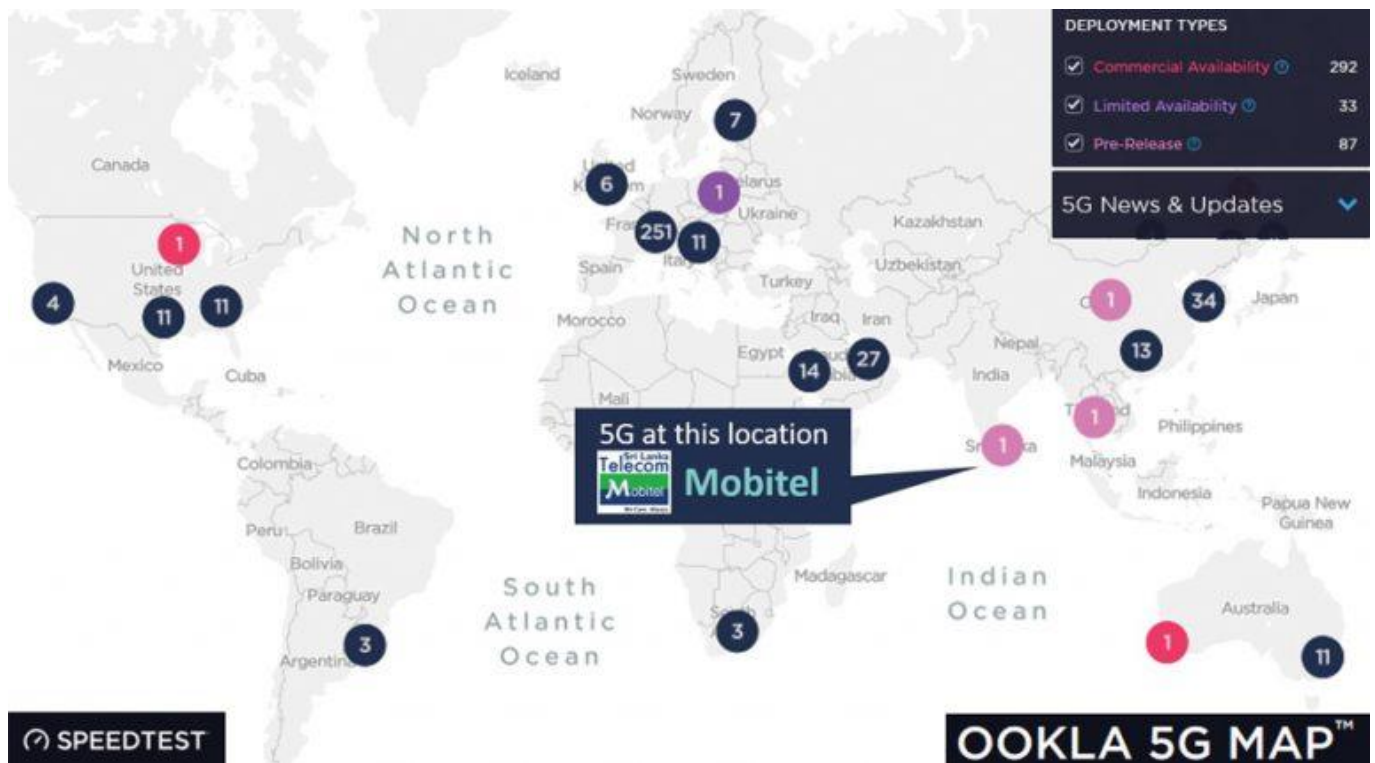 DEPLOYMENT TYPES
Commercial Availability 292
Limited Availability 33
Pre-Release 87
5G News & Updates
Iceland
Sweden
Norway
7
Canada
6
1
Ukraine
Kazakhstan
251
11
1
North
Atlantic
Ocean
Spain
Turkey
Uzbekistan
United
States
4
11
11
1
34
Japan
Morocco
Iraq
Iran
Mexico
Cuba
Egypt
14
27
Nepal
13
India
Mali
1
Philippines
5G at this location
Sri Lanka
Telecom
Mobitel
Mobitel
1
Malaysia
Colombia
Indonesia
Papua New
Guinea
Peru
Brazil
Bolivia
Madagascar
Indian
Ocean
South
Atlantic
Ocean
Paraguay
Australia
3
3
1
11
Argentina
SPEEDTEST
OOKLA 5G MAP™